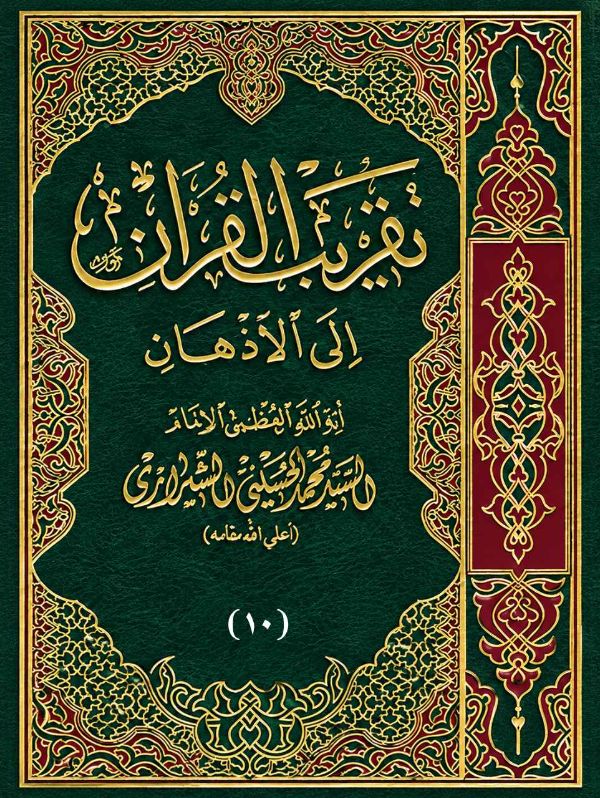 تقريب القرآن
إلى الأذهان
آية الله العظمى الإمام
السيد محمد الحسيني الشيرازي
(أعلى الله مقامه)
(١٠)